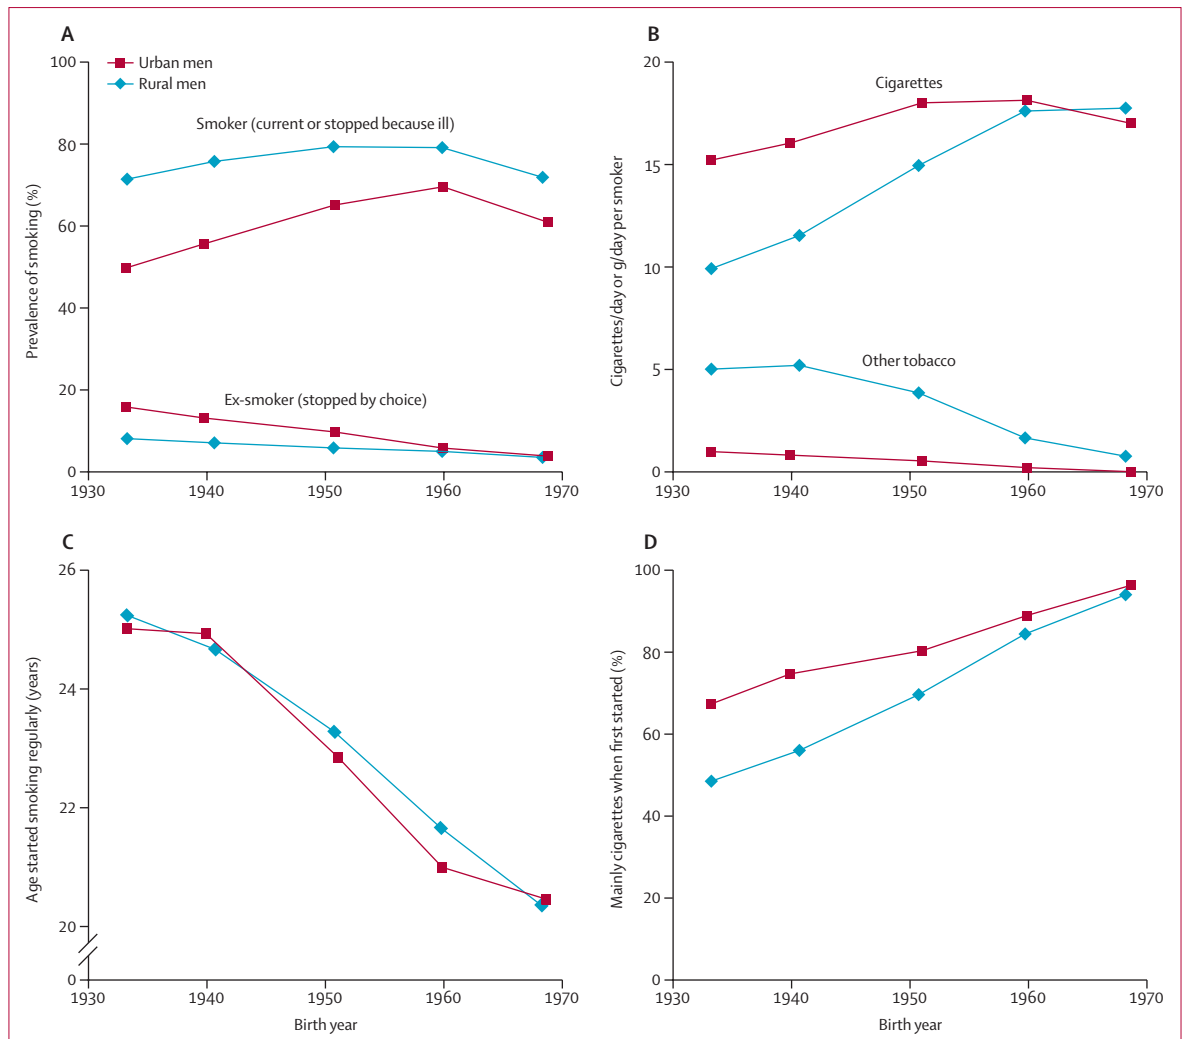 A
100
80
60
40
20
0
Prevalence of smoking (%)
Urban men
Rural men
Smoker (current or stopped because ill)
Ex-smoker (stopped by choice)
1930 1940 1950 1960 1970
B
20
15
10
5
0
Cigarettes/day or g/day per smoker
Cigarettes
Other tobacco
1930 1940 1950 1960 1970
C
26
24
22
20
0
Age started smoking regularly (years)
1930 1940 1950 1960 1970
Birth year
D
100
80
60
40
20
0
Mainly cigarettes when first started (%)
1930 1940 1950 1960 1970
Birth year